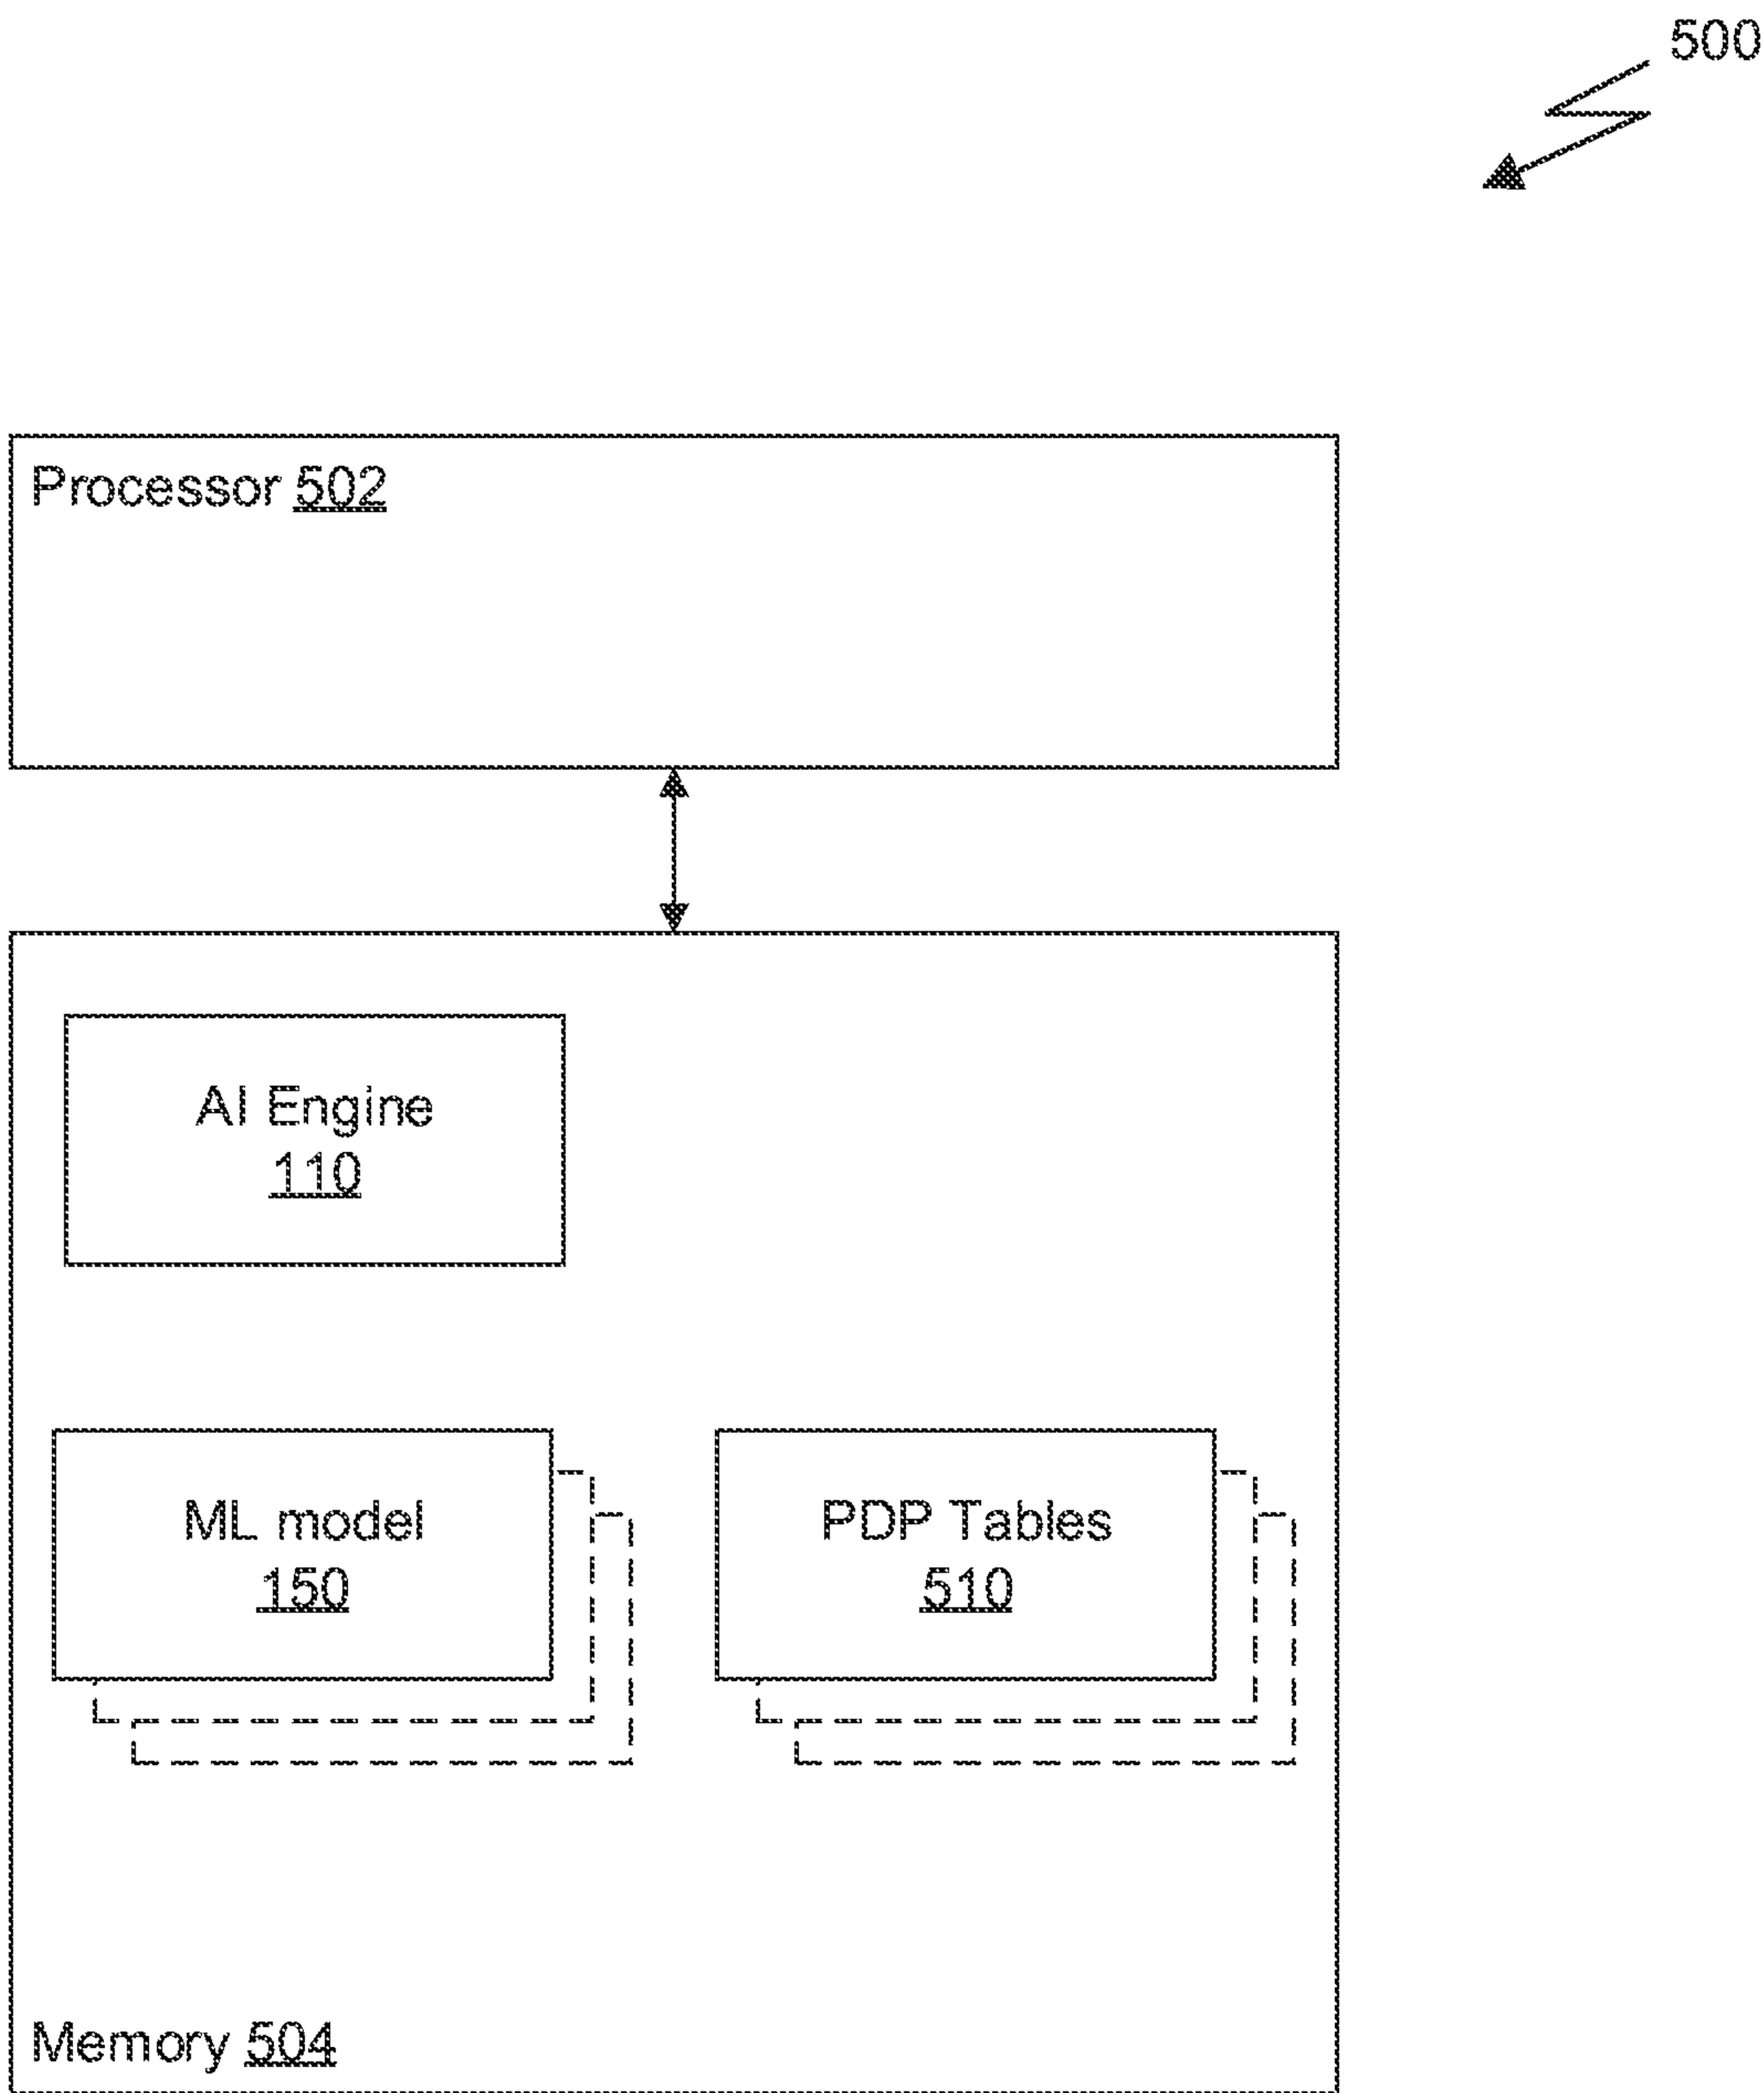 500
Processor 502
AI Engine
110
ML model
150
PDP Tables
510
Memory 504